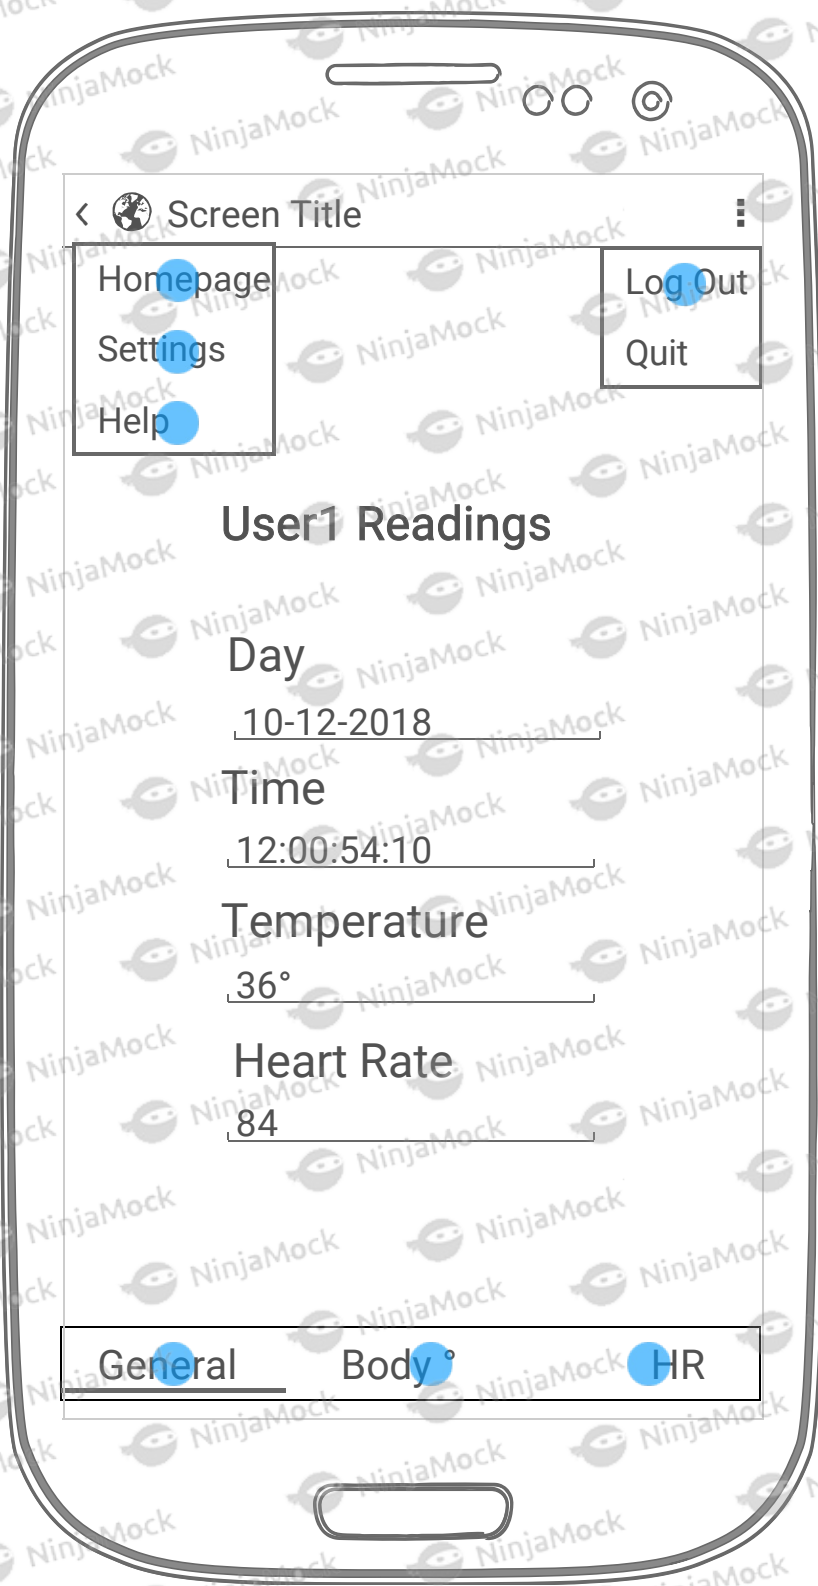 Screen Title
Homepage
Settings
Help
Log Out
Quit
User1 Readings
Day
10-12-2018
Time
12:00:54:10
Temperature
36°
Heart Rate
84
General
Body °
HR
NinjaMock